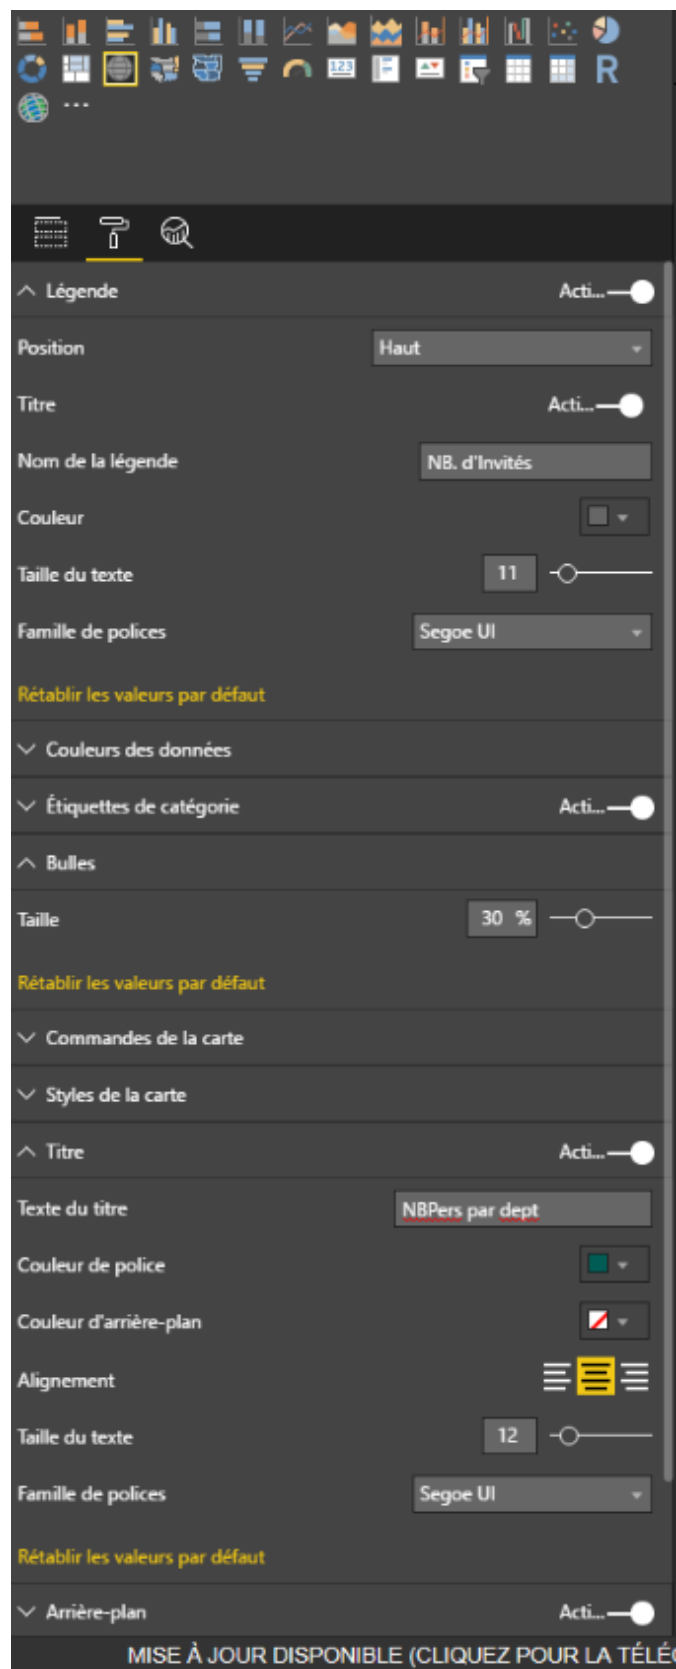 123
R
...
Légende Acti...
Position Haut
Titre Acti...
Nom de la légende NB. d'Invités
Couleur
Taille du texte 11
Famille de polices Segoe UI
Rétablir les valeurs par défaut
Couleurs des données
Étiquettes de catégorie Acti...
Bulles
Taille 30 %
Rétablir les valeurs par défaut
Commandes de la carte
Styles de la carte
Titre Acti...
Texte du titre NBPers par dept
Couleur de police
Couleur d'arrière-plan
Alignement
Taille du texte 12
Famille de polices Segoe UI
Rétablir les valeurs par défaut
Arrière-plan Acti...
MISE À JOUR DISPONIBLE (CLIQUEZ POUR LA TÉLÉ